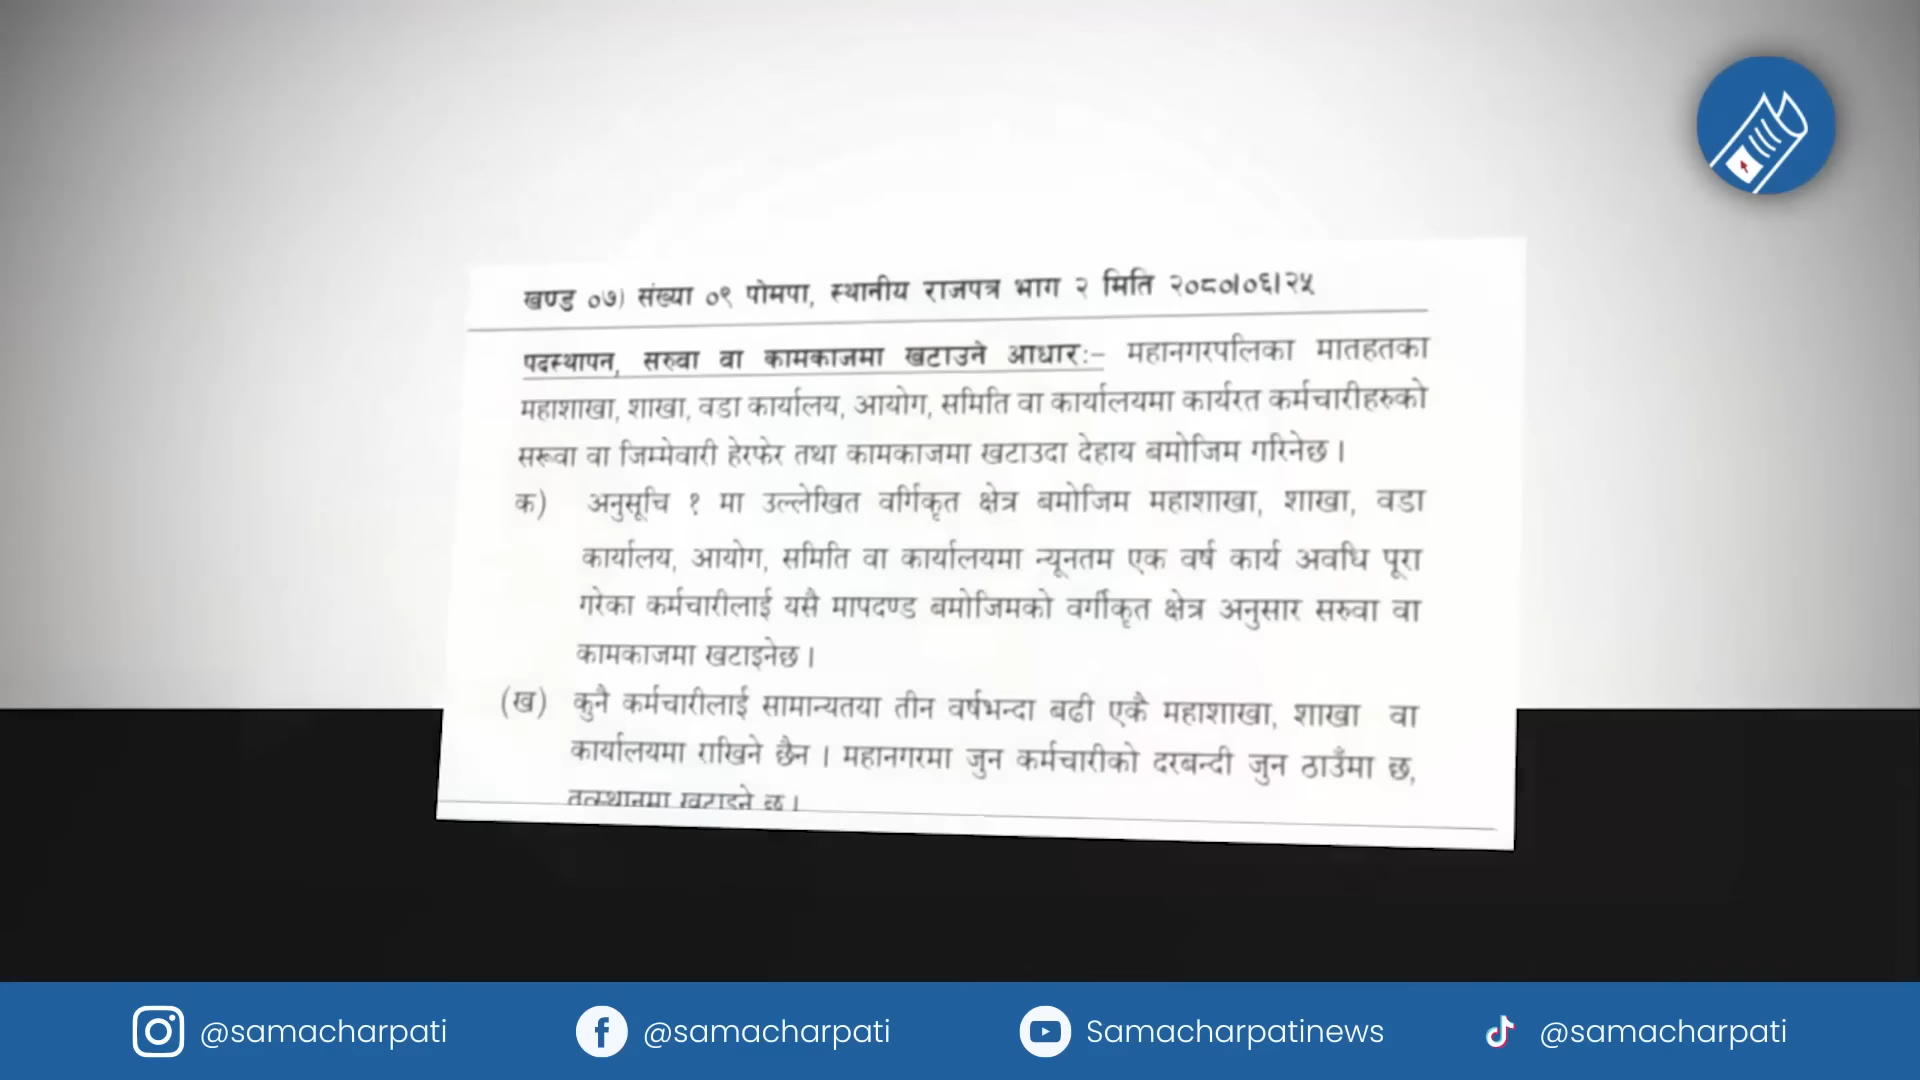 खण्ड ०७) संख्या ०९ पोमपा, स्थानीय राजपत्र भाग २ मिति २०८०।०६।२५
पदस्थापन, सरुवा वा कामकाजमा खटाउने आधारः– महानगरपलिका मातहतका
महाशाखा, शाखा, वडा कार्यालय, आयोग, समिति वा कार्यालयमा कार्यरत कर्मचारीहरुको
सरूवा वा जिम्मेवारी हेरफेर तथा कामकाजमा खटाउदा देहाय बमोजिम गरिनेछ ।
क) अनुसूचि १ मा उल्लेखित वर्गिकृत क्षेत्र बमोजिम महाशाखा, शाखा, वडा
कार्यालय, आयोग, समिति वा कार्यालयमा न्यूनतम एक वर्ष कार्य अवधि पूरा
गरेका कर्मचारीलाई यसै मापदण्ड बमोजिमको वर्गीकृत क्षेत्र अनुसार सरुवा वा
कामकाजमा खटाइनेछ ।
(ख) कुनै कर्मचारीलाई सामान्यतया तीन वर्षभन्दा बढी एकै महाशाखा, शाखा वा
कार्यालयमा राखिने छैन । महानगरमा जुन कर्मचारीको दरबन्दी जुन ठाउँमा छ,
तत्स्थानमा खटाइने छ ।
@samacharpati @samacharpati Samacharpatinews @samacharpati